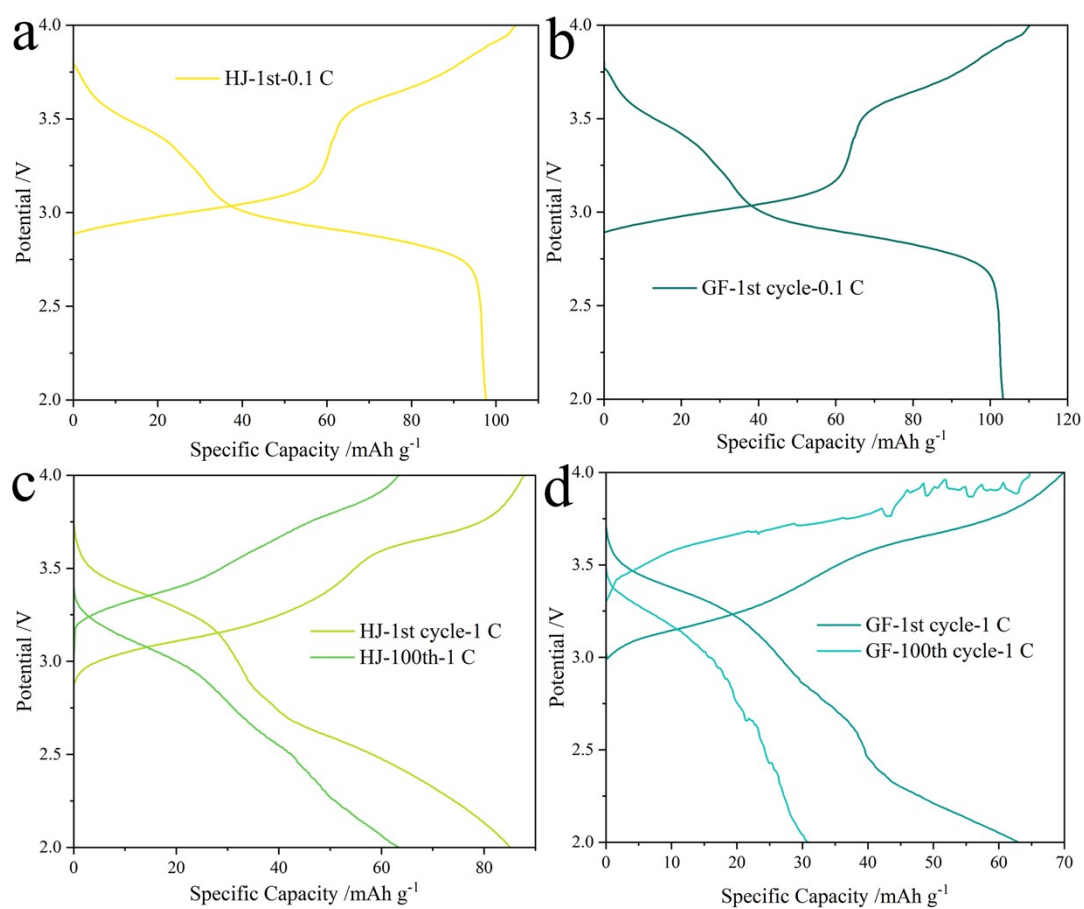 a
4.0
3.5
3.0
2.5
2.0
Potential /V
HJ-1st-0.1 C
0 20 40 60 80 100
Specific Capacity /mAh g⁻¹
b
4.0
3.5
3.0
2.5
2.0
Potential /V
GF-1st cycle-0.1 C
0 20 40 60 80 100 120
Specific Capacity /mAh g⁻¹
c
4.0
3.5
3.0
2.5
2.0
Potential /V
HJ-1st cycle-1 C
HJ-100th-1 C
0 20 40 60 80
Specific Capacity /mAh g⁻¹
d
4.0
3.5
3.0
2.5
2.0
Potential /V
GF-1st cycle-1 C
GF-100th cycle-1 C
0 10 20 30 40 50 60 70
Specific Capacity /mAh g⁻¹